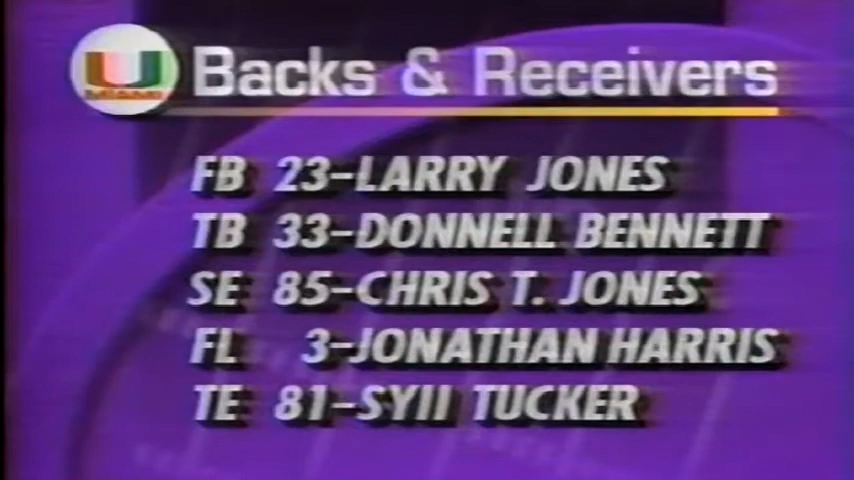 MIAMI
Backs & Receivers
FB 23-LARRY JONES
TB 33-DONNELL BENNETT
SE 85-CHRIS T. JONES
FL 3-JONATHAN HARRIS
TE 81-SYII TUCKER